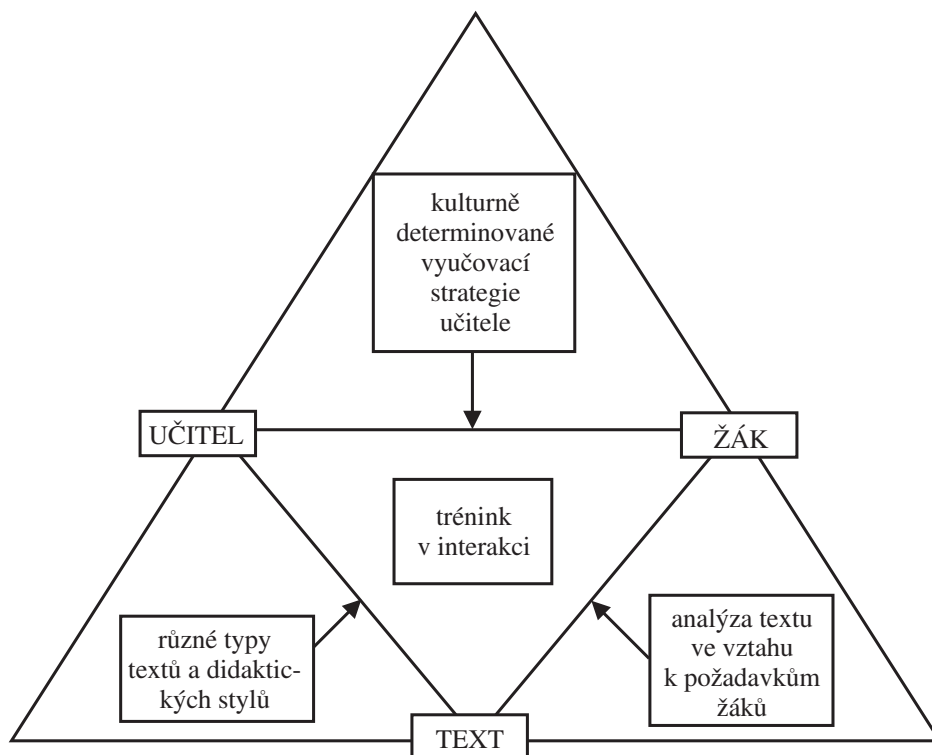 kulturně
determinované
vyučovací
strategie
učitele
UČITEL
ŽÁK
trénink
v interakci
různé typy
textů a didaktic-
kých stylů
analýza textu
ve vztahu
k požadavkům
žáků
TEXT